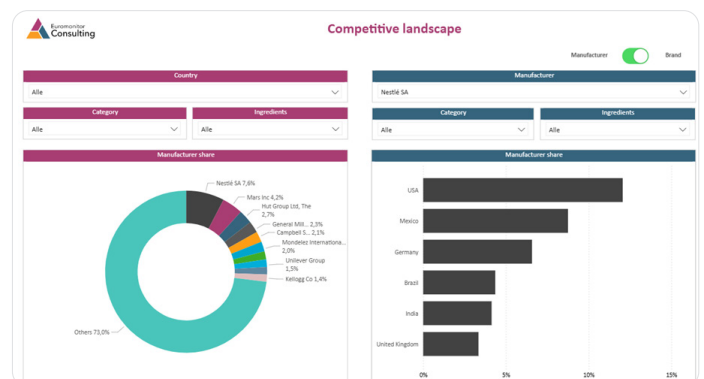 Euromonitor
Consulting
Competitive landscape
Manufacturer
Brand
Country
Alle
Category
Ingredients
Alle
Alle
Manufacturer share
Nestlé SA 7,6%
Mars Inc 4,2%
Hut Group Ltd, The
2,7%
General Mill... 2,3%
Campbell S... 2,1%
Mondelez Internationa...
2,0%
Unilever Group
1,5%
Kellogg Co 1,4%
Others 73,0%
Manufacturer
Nestlé SA
Category
Ingredients
Alle
Alle
Manufacturer share
USA
Mexico
Germany
Brazil
India
United Kingdom
0%
5%
10%
15%